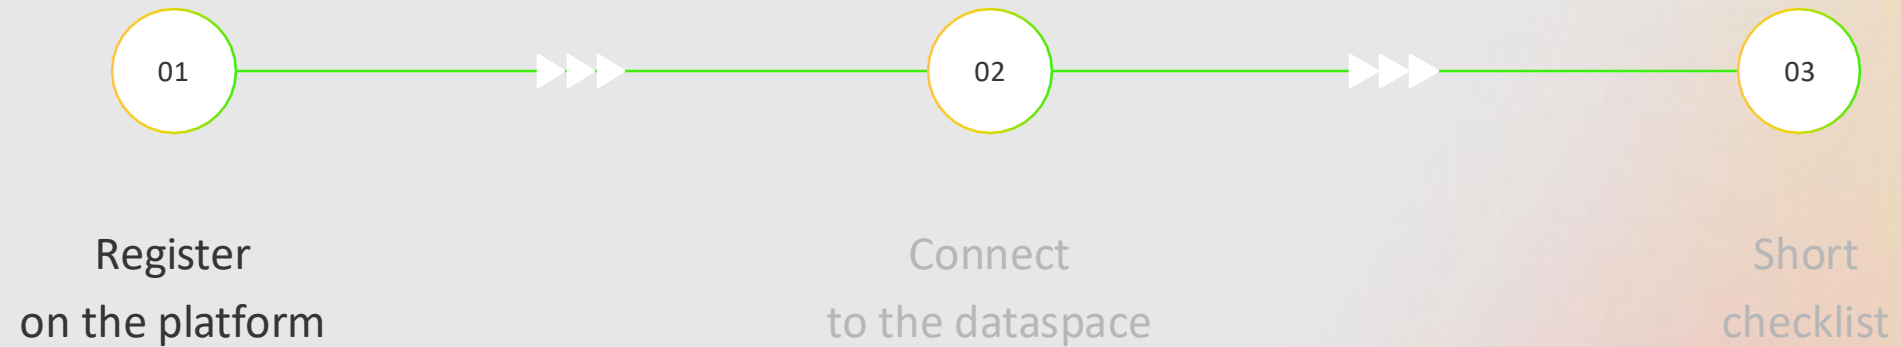 01
02
03
Register
on the platform
Connect
to the dataspace
Short
checklist